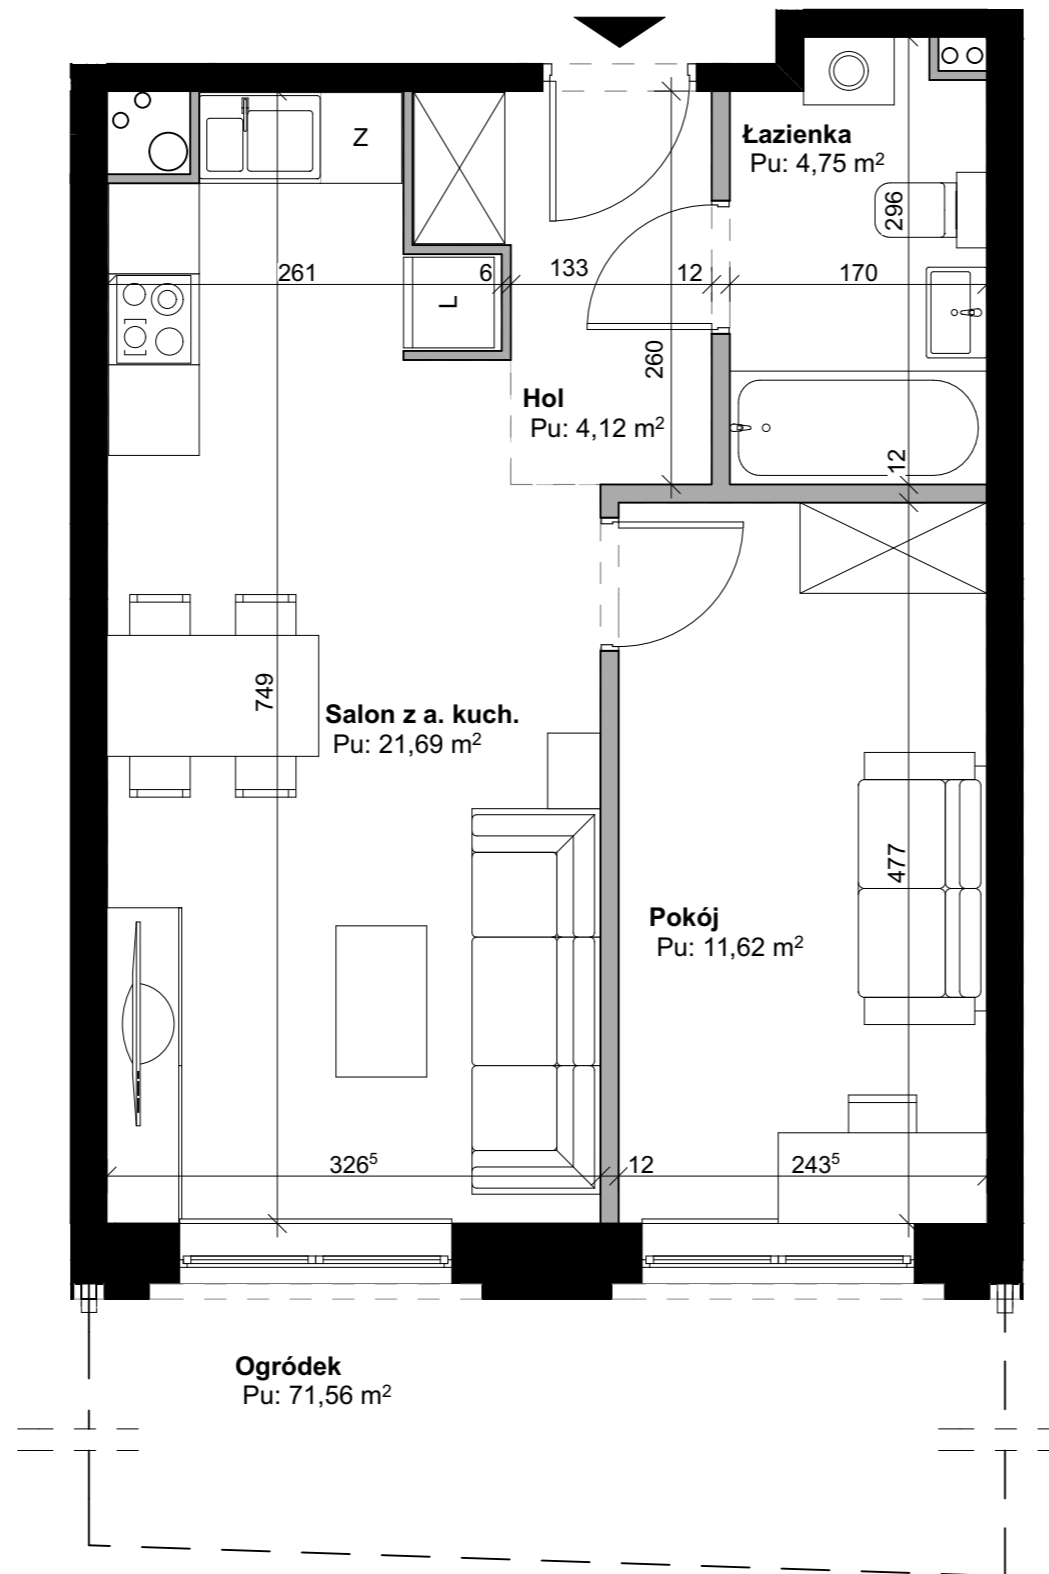 Z
Łazienka
Pu: 4,75 m²
296
261
6
133
12
170
L
260
Hol
Pu: 4,12 m²
12
749
Salon z a. kuch.
Pu: 21,69 m²
477
Pokój
Pu: 11,62 m²
326⁵
12
243⁵
Ogródek
Pu: 71,56 m²